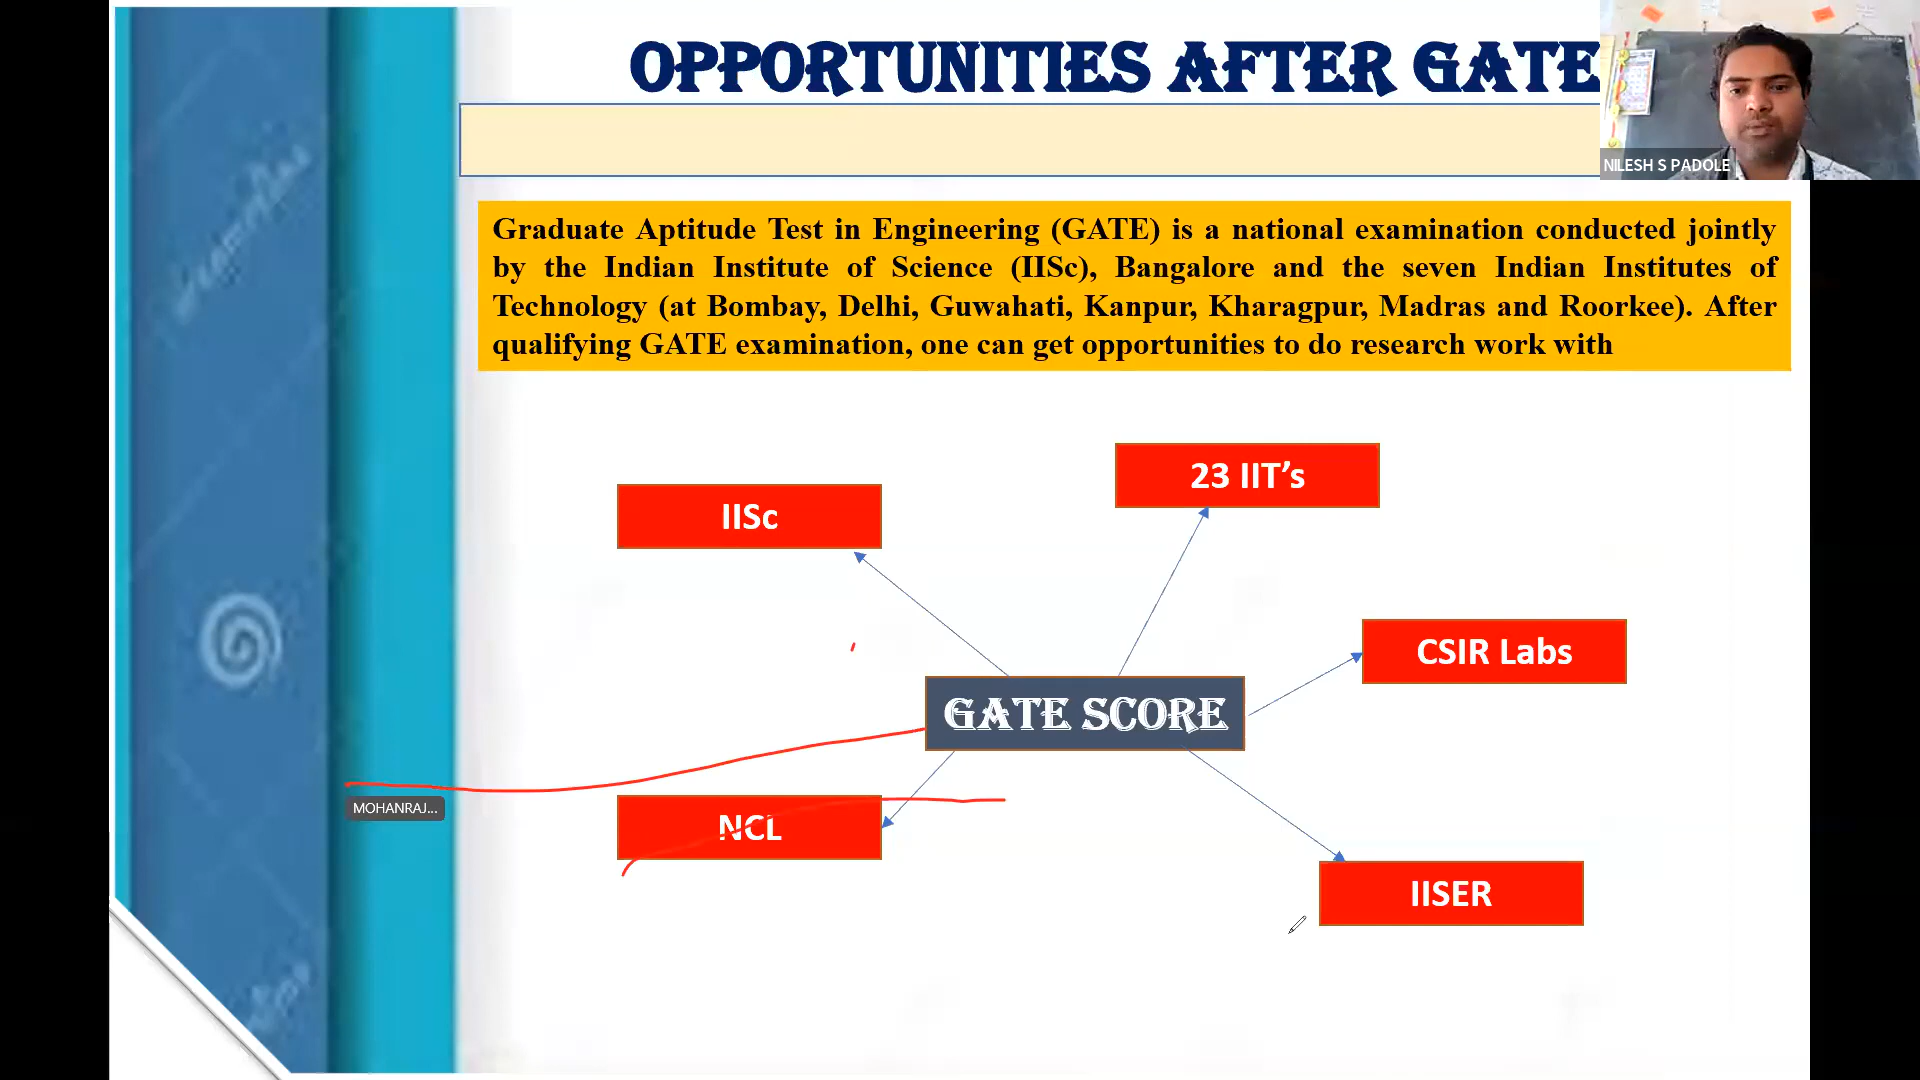 OPPORTUNITIES AFTER GATE
NILESH S PADOLE
Graduate Aptitude Test in Engineering (GATE) is a national examination conducted jointly
by the Indian Institute of Science (IISc), Bangalore and the seven Indian Institutes of
Technology (at Bombay, Delhi, Guwahati, Kanpur, Kharagpur, Madras and Roorkee). After
qualifying GATE examination, one can get opportunities to do research work with
23 IIT’s
IISc
CSIR Labs
GATE SCORE
MOHANRAJ...
NCL
IISER